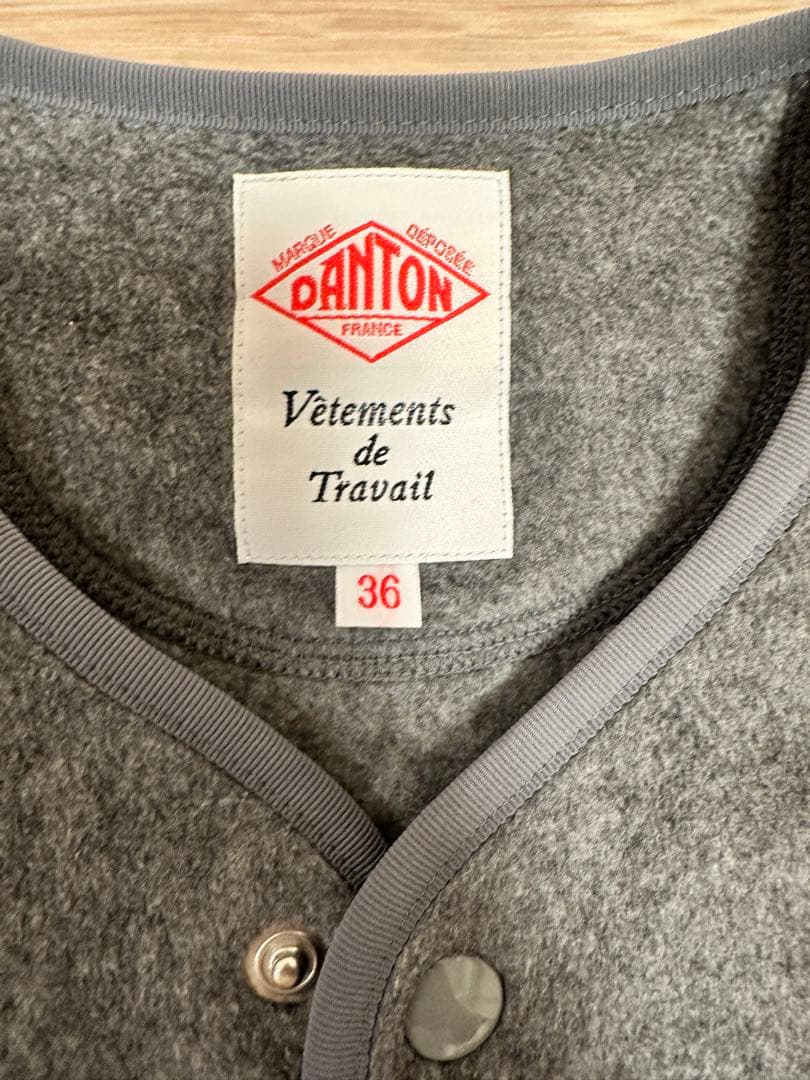 MARQUE DÉPOSÉE
DANTON
FRANCE
Vêtements
de
Travail
36